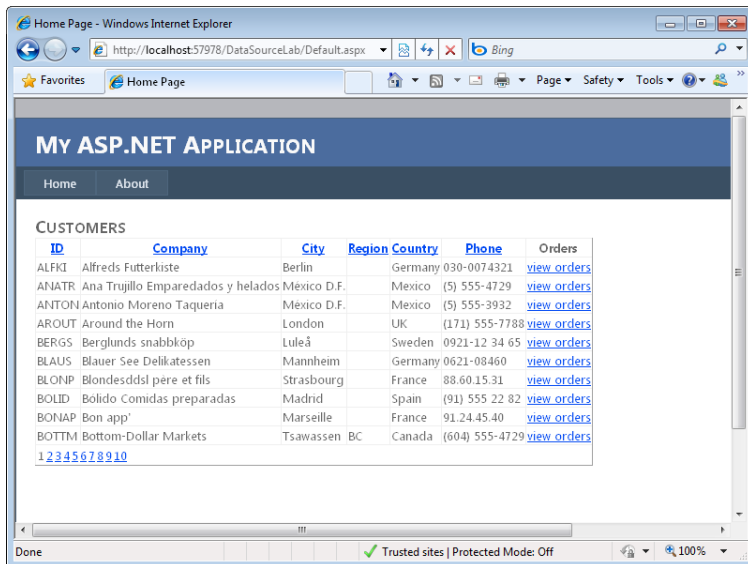 Home Page - Windows Internet Explorer
http://localhost:57978/DataSourceLab/Default.aspx Bing
Favorites Home Page Page Safety Tools »
MY ASP.NET APPLICATION
Home About
CUSTOMERS
ID Company City Region Country Phone Orders
ALFKI Alfreds Futterkiste Berlin Germany 030-0074321 view orders
ANATR Ana Trujillo Emparedados y helados México D.F. Mexico (5) 555-4729 view orders
ANTON Antonio Moreno Taquería México D.F. Mexico (5) 555-3932 view orders
AROUT Around the Horn London UK (171) 555-7788 view orders
BERGS Berglunds snabbköp Luleå Sweden 0921-12 34 65 view orders
BLAUS Blauer See Delikatessen Mannheim Germany 0621-08460 view orders
BLONP Blondesddsl père et fils Strasbourg France 88.60.15.31 view orders
BOLID Bólido Comidas preparadas Madrid Spain (91) 555 22 82 view orders
BONAP Bon app' Marseille France 91.24.45.40 view orders
BOTTM Bottom-Dollar Markets Tsawassen BC Canada (604) 555-4729 view orders
1 2 3 4 5 6 7 8 9 10
Done Trusted sites | Protected Mode: Off 100%